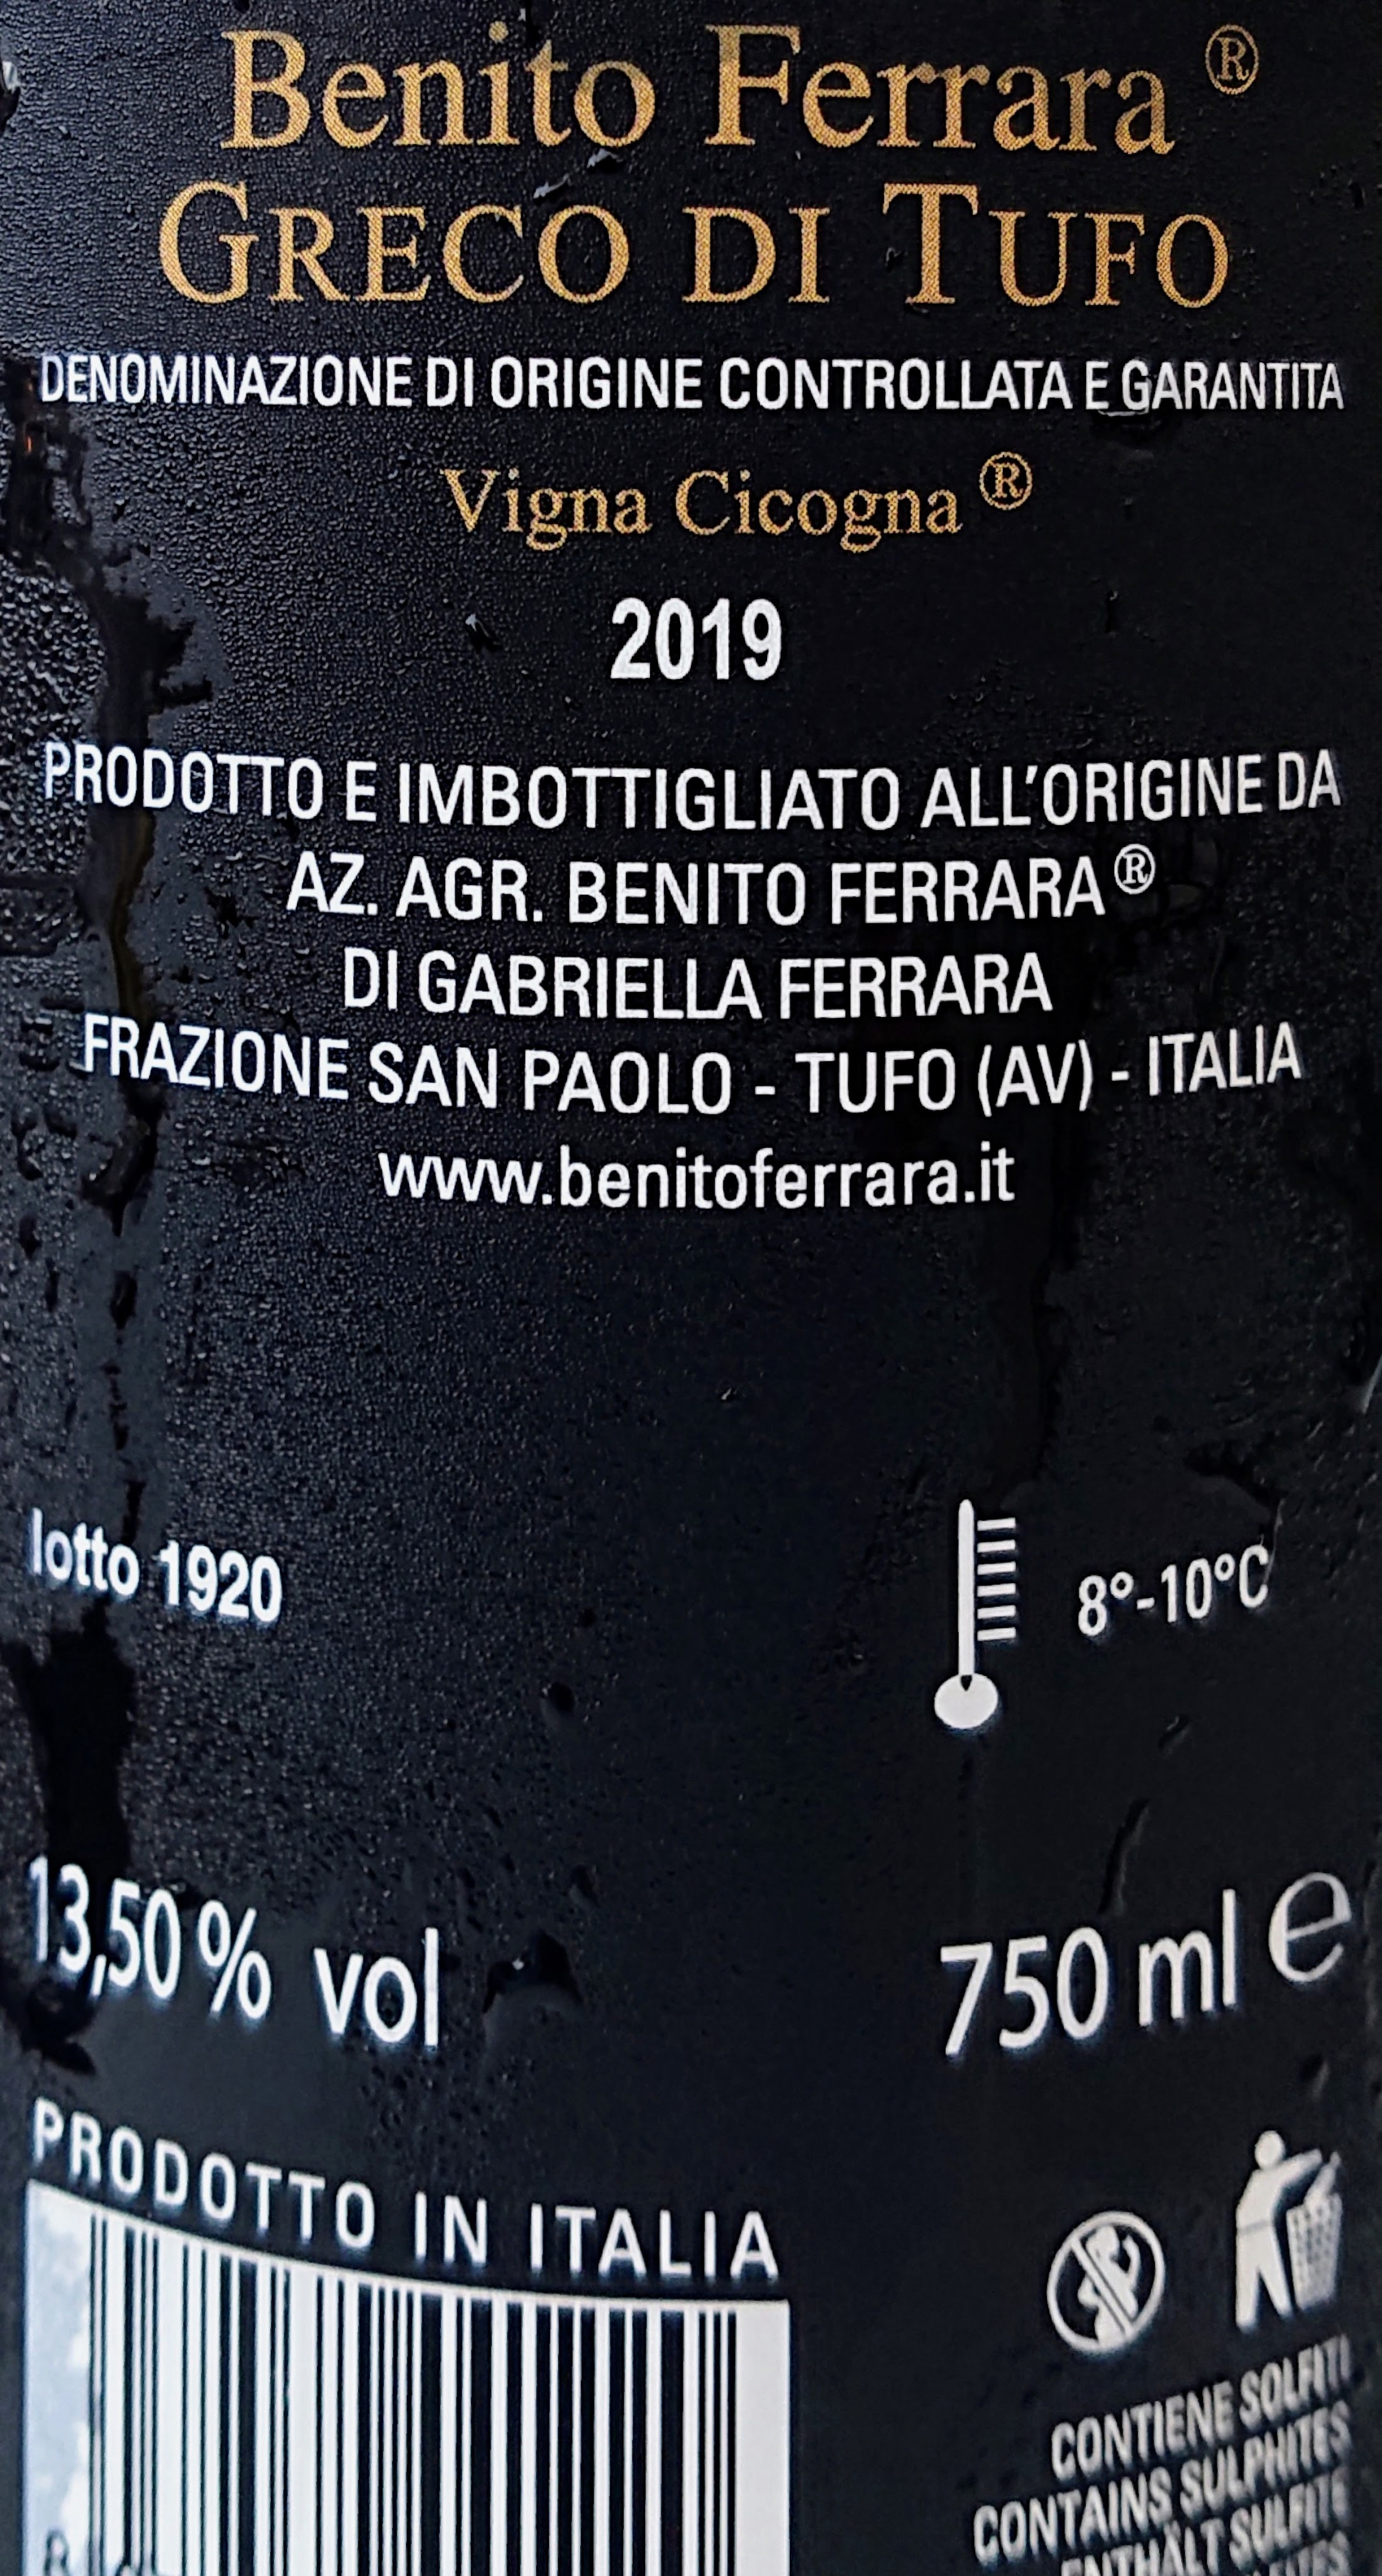 Benito Ferrara ®
GRECO DI TUFO
DENOMINAZIONE DI ORIGINE CONTROLLATA E GARANTITA
Vigna Cicogna ®
2019
PRODOTTO E IMBOTTIGLIATO ALL'ORIGINE DA
AZ. AGR. BENITO FERRARA ®
DI GABRIELLA FERRARA
FRAZIONE SAN PAOLO - TUFO (AV) - ITALIA
www.benitoferrara.it
lotto 1920
8°-10°C
13,50 % vol
750 ml e
PRODOTTO IN ITALIA
CONTIENE SOLFITI
CONTAINS SULPHITES
ENTHÄLT SULFITE